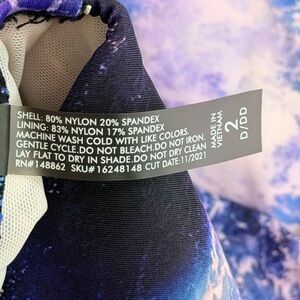 SHELL: 80% NYLON 20% SPANDEX
LINING: 83% NYLON 17% SPANDEX
MACHINE WASH COLD WITH LIKE COLORS.
GENTLE CYCLE.DO NOT BLEACH.DO NOT IRON.
LAY FLAT TO DRY IN SHADE.DO NOT DRY CLEAN
RN#148862 SKU#16248148 CUT DATE:11/2021
MADE IN
VIETNAM
2
D/DD